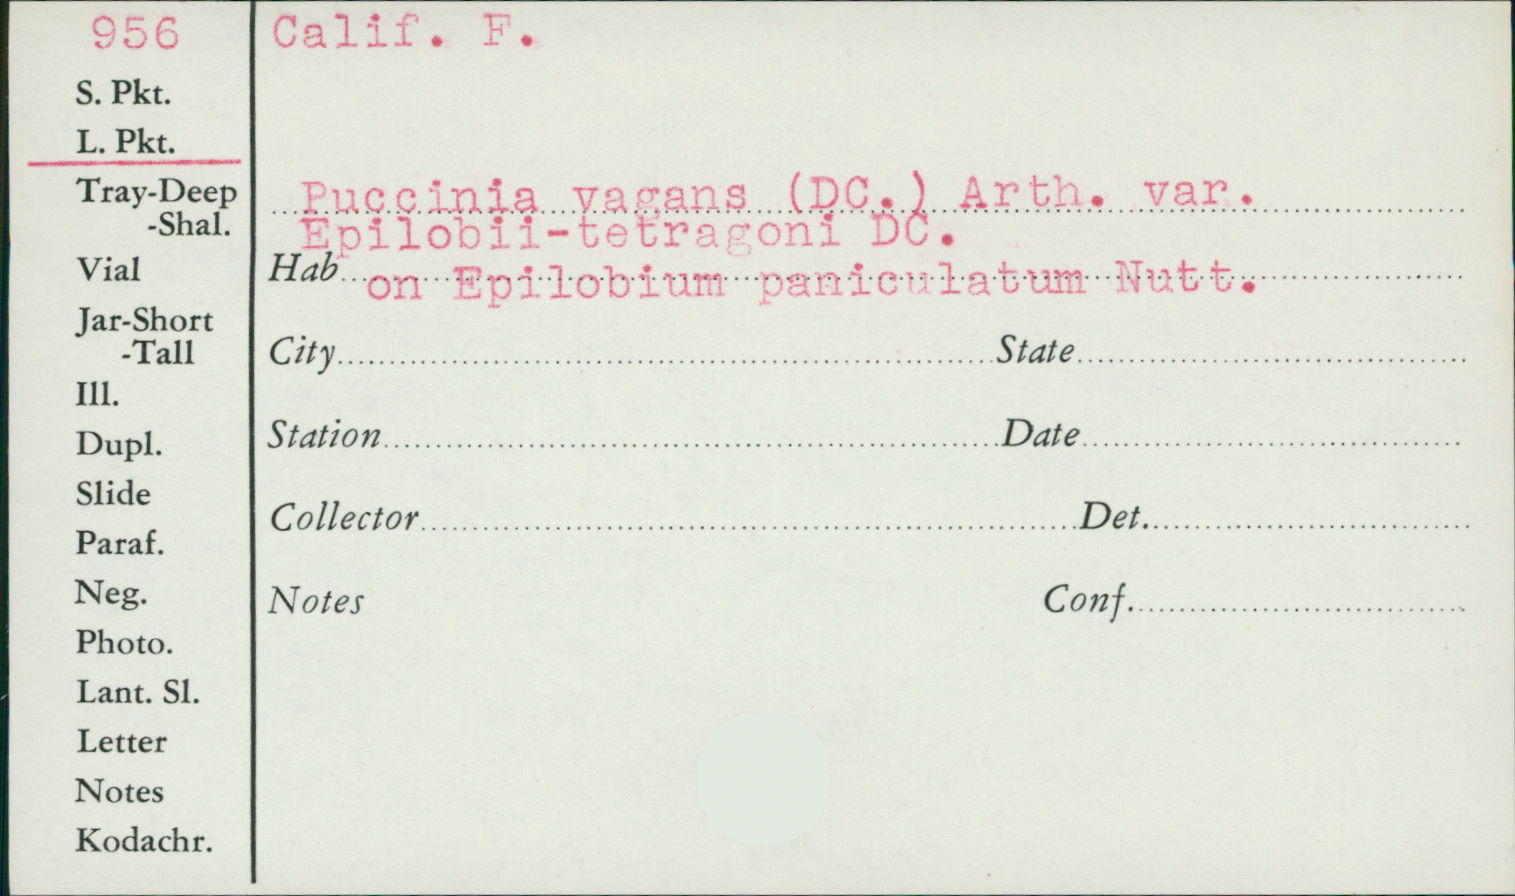 956
Calif. F.
S. Pkt.
L. Pkt.
Tray-Deep
-Shal.
Vial
Jar-Short
-Tall
Ill.
Dupl.
Slide
Paraf.
Neg.
Photo.
Lant. Sl.
Letter
Notes
Kodachr.
Puccinia vagans (DC.) Arth. var.
Epilobii-tetragoni DC.
Hab on Epilobium paniculatum Nutt.
City State
Station Date
Collector Det.
Notes Conf.